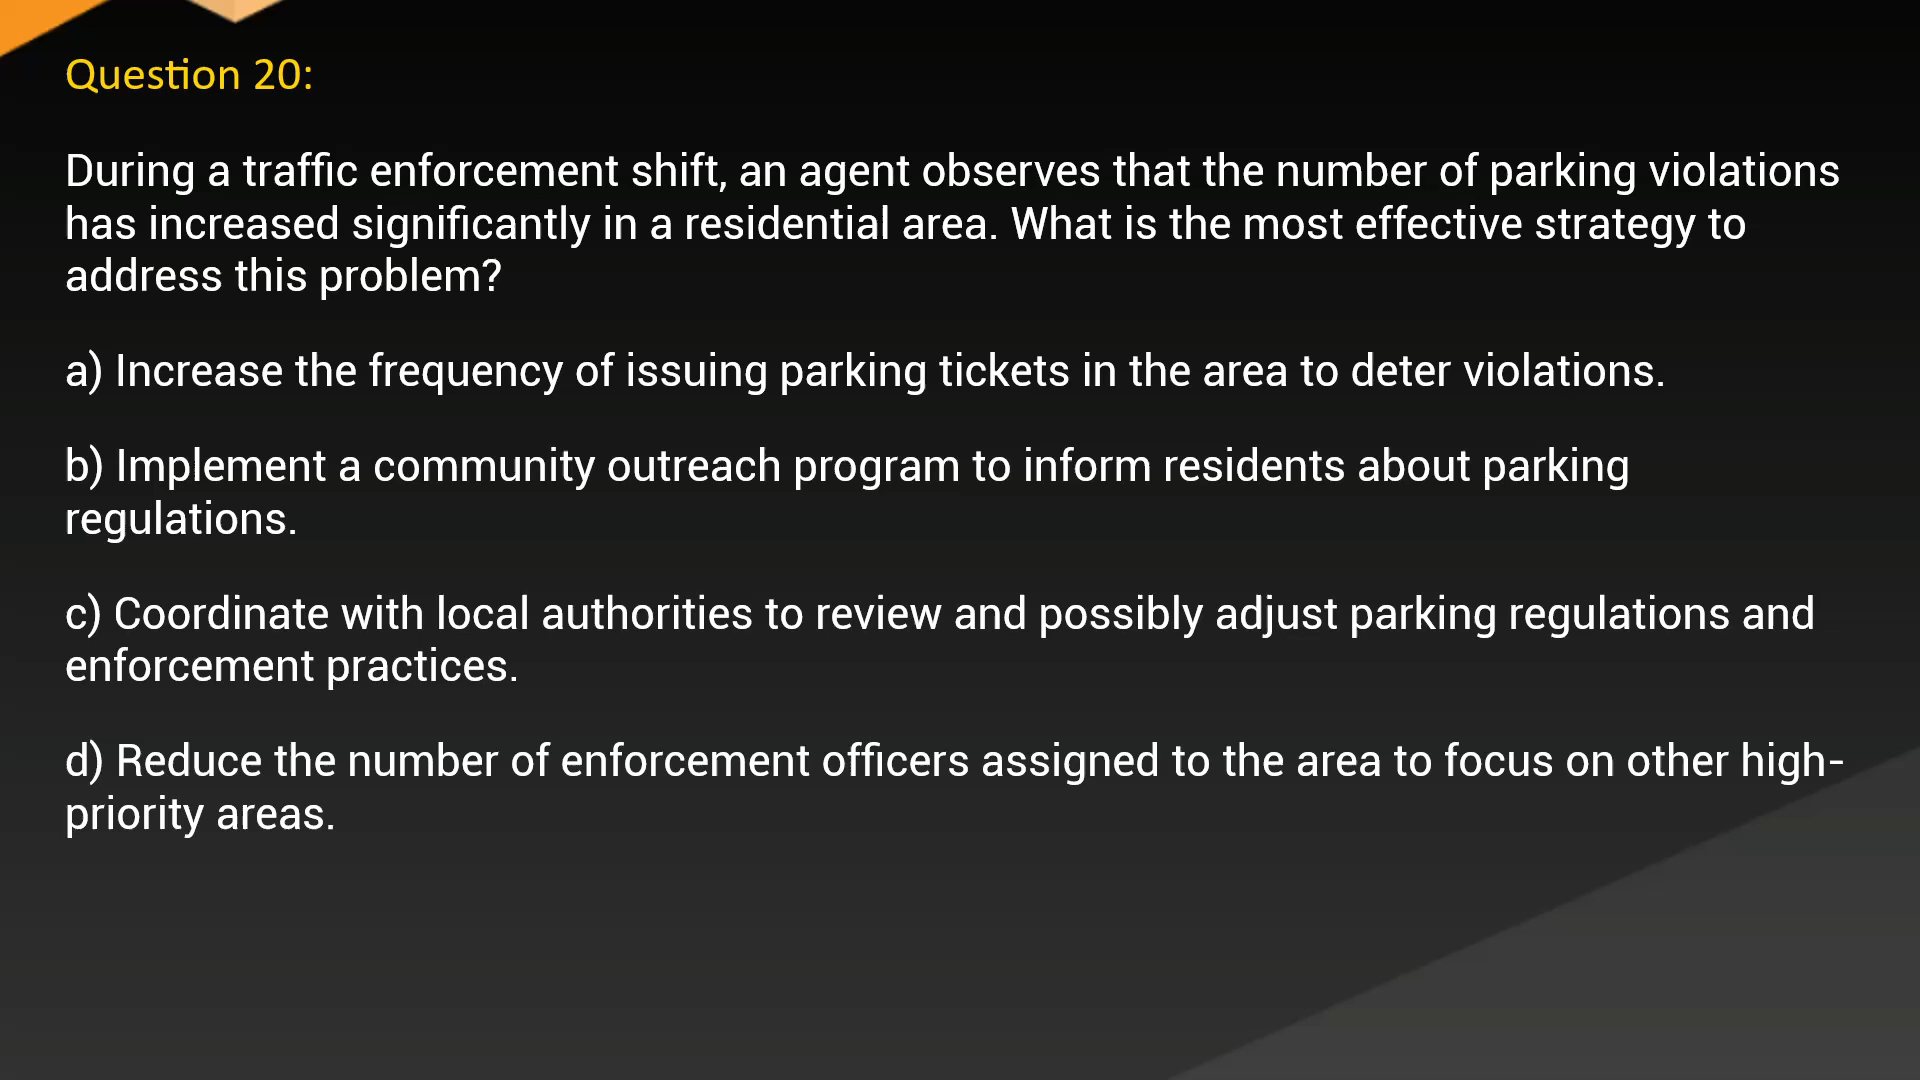 Question 20:
During a traffic enforcement shift, an agent observes that the number of parking violations
has increased significantly in a residential area. What is the most effective strategy to
address this problem?
a) Increase the frequency of issuing parking tickets in the area to deter violations.
b) Implement a community outreach program to inform residents about parking
regulations.
c) Coordinate with local authorities to review and possibly adjust parking regulations and
enforcement practices.
d) Reduce the number of enforcement officers assigned to the area to focus on other high-
priority areas.